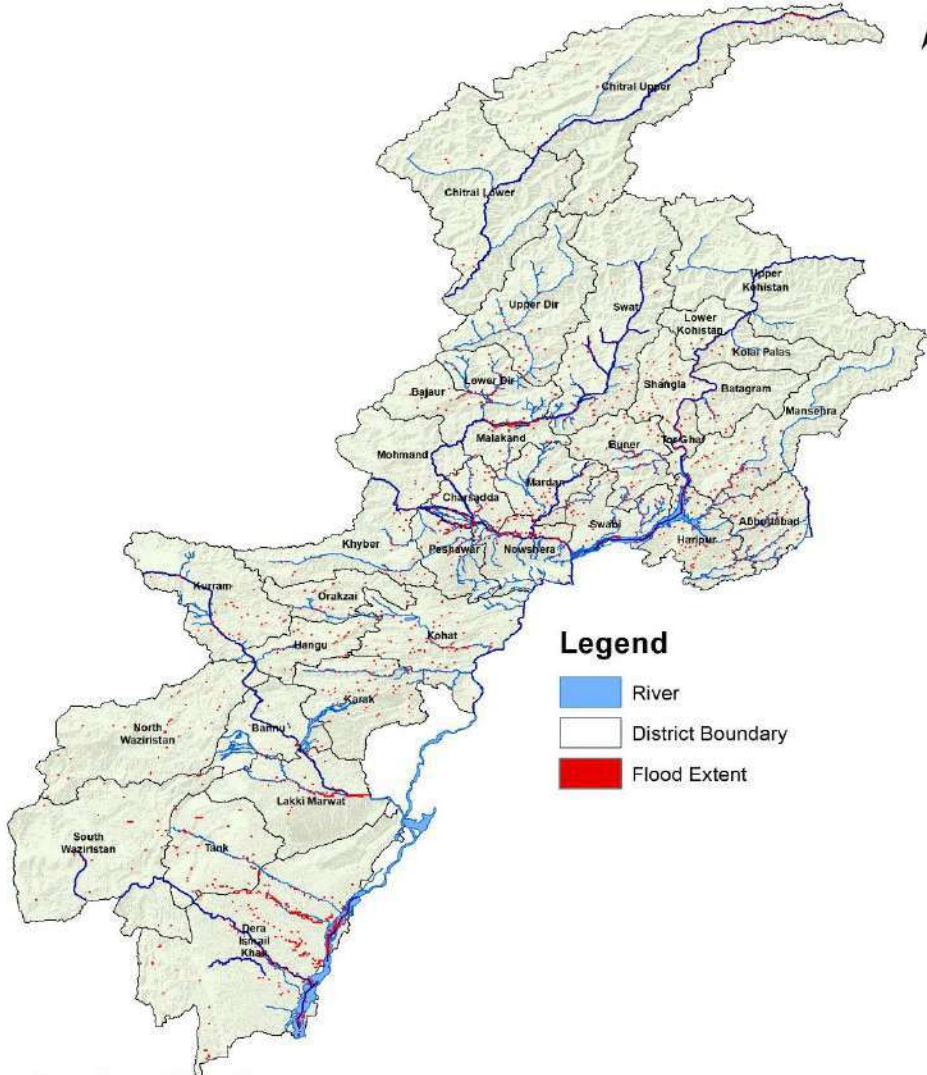 Chitral Upper
Chitral Lower
Upper
Kohistan
Upper Dir
Swat
Lower
Kohistan
Kolai Palas
Lower Dir
Shangla
Batagram
Bajaur
Mansehra
Malakand
Buner
Tor Ghar
Mohmand
Mardan
Charsadda
Swabi
Abbottabad
Haripur
Khyber
Peshawar
Nowshera
Kurram
Orakzai
Hangu
Kohat
Legend
River
District Boundary
Flood Extent
Karak
North
Waziristan
Bannu
Lakki Marwat
South
Waziristan
Tank
Dera
Ismail
Khan